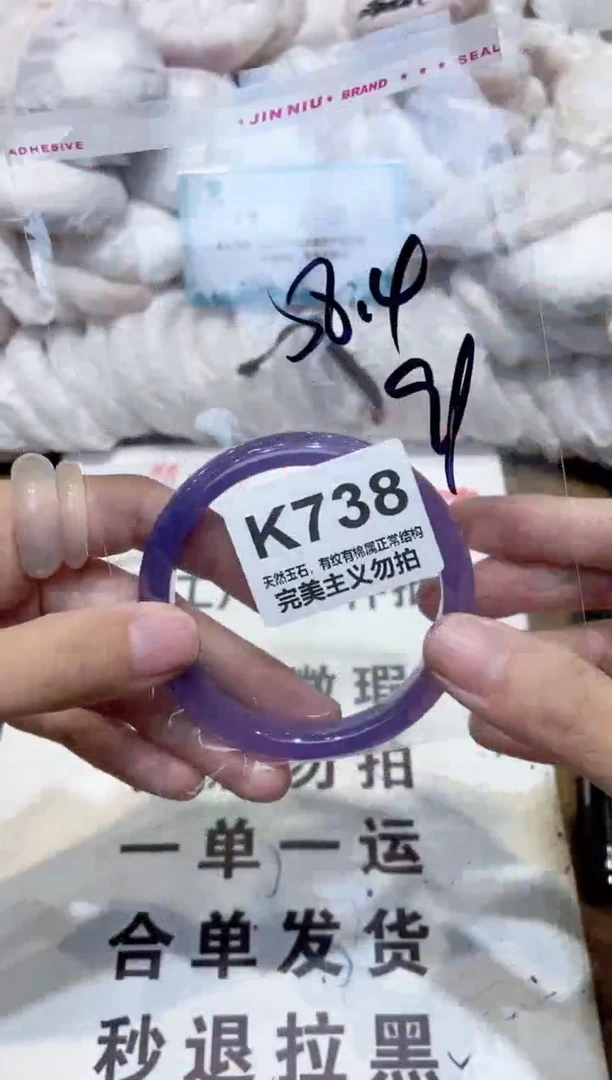 ADHESIVE
• JIN NIU • BRAND • • • SEAL
58.4
K738
天然玉石，有纹有棉属正常结构
完美主义勿拍
微瑕
勿拍
一单一运
合单发货
秒退拉黑